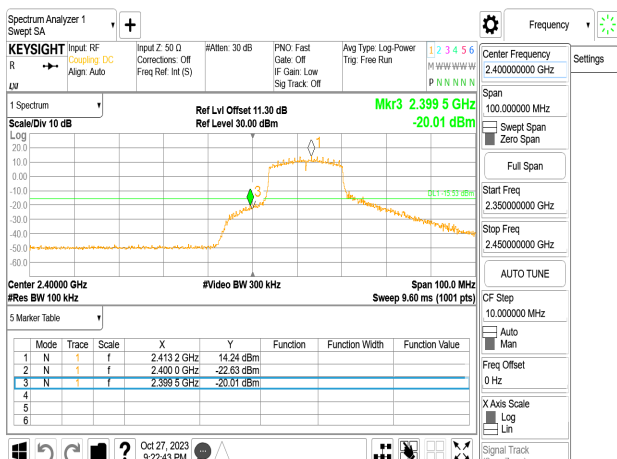 Spectrum Analyzer 1
Swept SA
Frequency
KEYSIGHT
R
Input: RF
Coupling: DC
Align: Auto
Input Z: 50 Ω
Corrections: Off
Freq Ref: Int (S)
#Atten: 30 dB
PNO: Fast
Gate: Off
IF Gain: Low
Sig Track: Off
Avg Type: Log-Power
Trig: Free Run
1 2 3 4 5 6
M W W W W W
P N N N N N
Center Frequency
2.400000000 GHz
Settings
Span
100.000000 MHz
Swept Span
Zero Span
Full Span
Start Freq
2.350000000 GHz
Stop Freq
2.450000000 GHz
AUTO TUNE
CF Step
10.000000 MHz
Auto
Man
Freq Offset
0 Hz
X Axis Scale
Log
Lin
Signal Track
1 Spectrum
Scale/Div 10 dB
Ref Lvl Offset 11.30 dB
Ref Level 30.00 dBm
Mkr3 2.399 5 GHz
-20.01 dBm
Log
20.0
10.0
0.00
-10.0
-20.0
-30.0
-40.0
-50.0
-60.0
1
3
DL1 -15.53 dBm
Center 2.40000 GHz
#Res BW 100 kHz
#Video BW 300 kHz
Span 100.0 MHz
Sweep 9.60 ms (1001 pts)
5 Marker Table
Mode Trace Scale X Y Function Function Width Function Value
1 N 1 f 2.413 2 GHz 14.24 dBm
2 N 1 f 2.400 0 GHz -22.63 dBm
3 N 1 f 2.399 5 GHz -20.01 dBm
4
5
6
?
Oct 27, 2023
9:22:43 PM